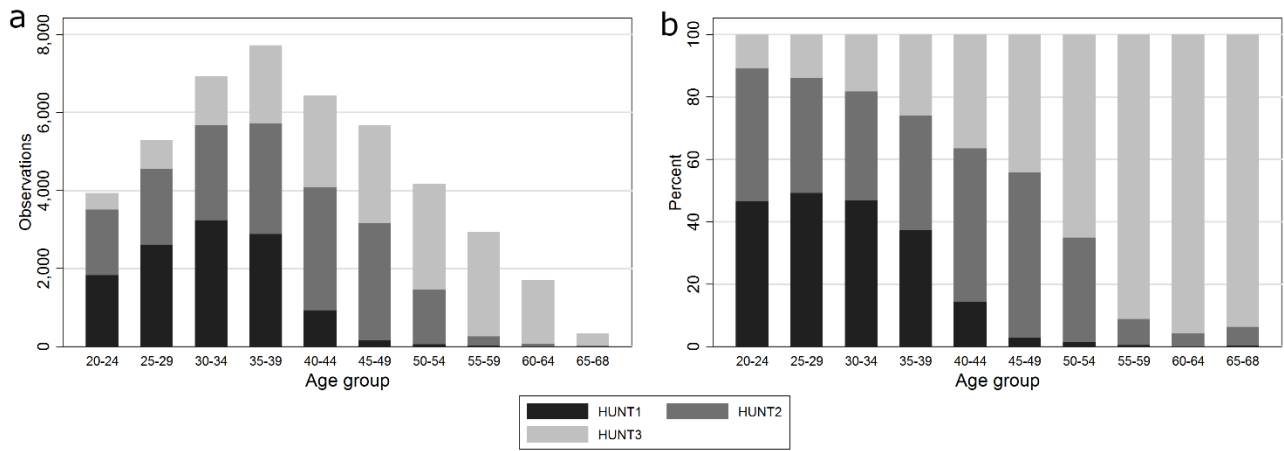 a
8,000
6,000
4,000
2,000
0
Observations
20-24 25-29 30-34 35-39 40-44 45-49 50-54 55-59 60-64 65-68
Age group
b
100
80
60
40
20
0
Percent
20-24 25-29 30-34 35-39 40-44 45-49 50-54 55-59 60-64 65-68
Age group
HUNT1 HUNT2
HUNT3